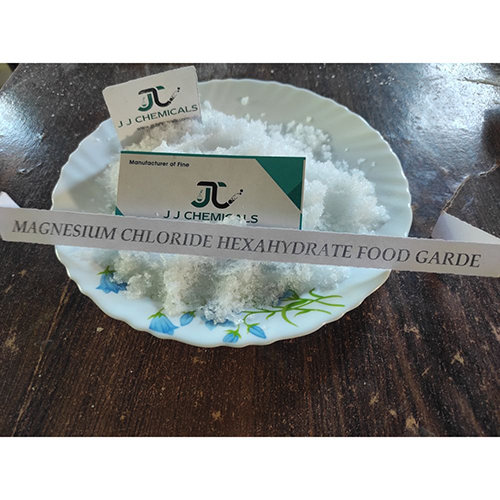 J J CHEMICALS
Manufacturer of Fine
J J CHEMICALS
MAGNESIUM CHLORIDE HEXAHYDRATE FOOD GARDE